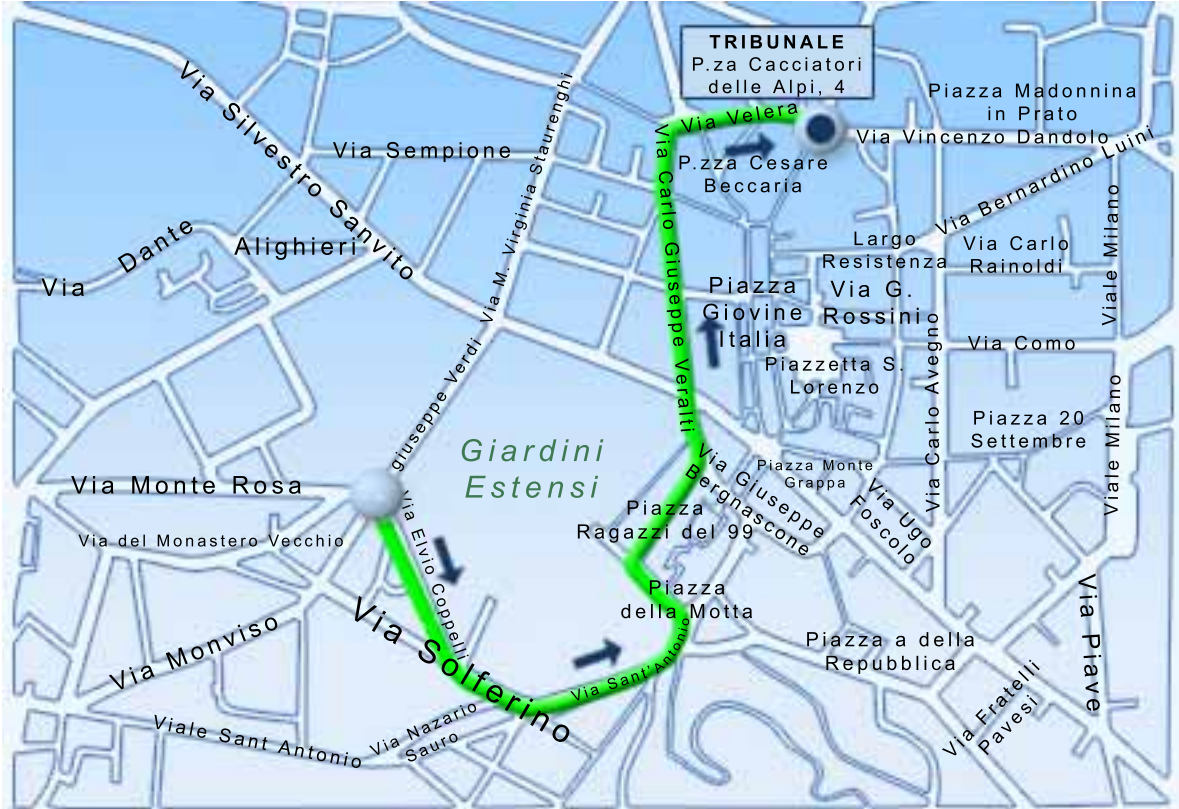 TRIBUNALE
P.za Cacciatori
delle Alpi, 4
Via Velera
Piazza Madonnina
in Prato
Via Vincenzo Dandolo
Via Bernardino Luini
Via Silvestro Sanvito
Via Sempione
Via M. Virginia Staurenghi
Via Carlo Giuseppe Veralti
P.zza Cesare
Beccaria
Via Dante Alighieri
Largo
Resistenza
Via Carlo
Rainoldi
Viale Milano
Piazza
Giovine
Italia
Via G.
Rossini
Piazzetta S.
Lorenzo
Via Carlo Avegno
Via Como
Piazza 20
Settembre
Viale Milano
giuseppe Verdi
Giardini
Estensi
Via Monte Rosa
Via del Monastero Vecchio
Via Elvio Coppelli
Piazza
Ragazzi del 99
Via Giuseppe
Bergnascone
Piazza Monte
Grappa
Via Ugo
Foscolo
Piazza
della Motta
Piazza a della
Repubblica
Via Piave
Via Fratelli
Pavesi
Via Monviso
Via Solferino
Via Sant'Antonio
Viale Sant Antonio
Via Nazario
Sauro